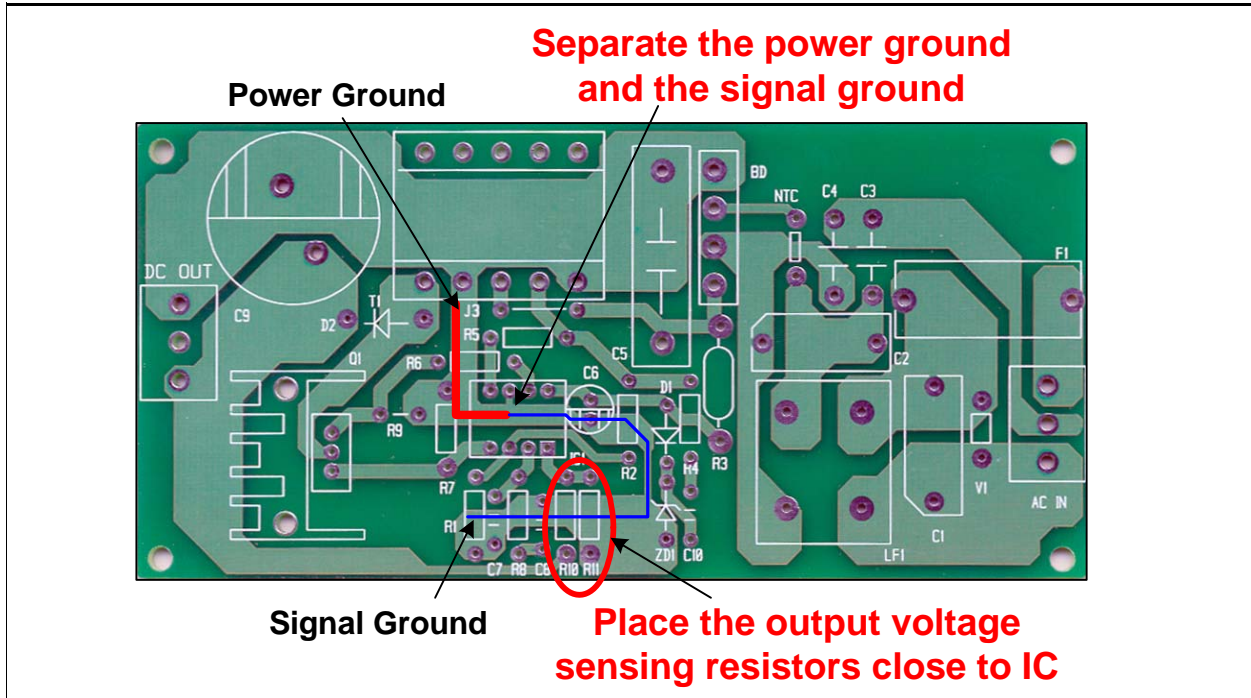 Separate the power ground
and the signal ground
Power Ground
BD
NTC
C4
C3
F1
DC OUT
C9
T1
D2
J3
R5
C5
C2
Q1
R6
C6
D1
R9
R7
R2
R4
R3
V1
AC IN
R1
C7
R8
R10
R11
ZD1
C10
LF1
C1
Signal Ground
Place the output voltage
sensing resistors close to IC